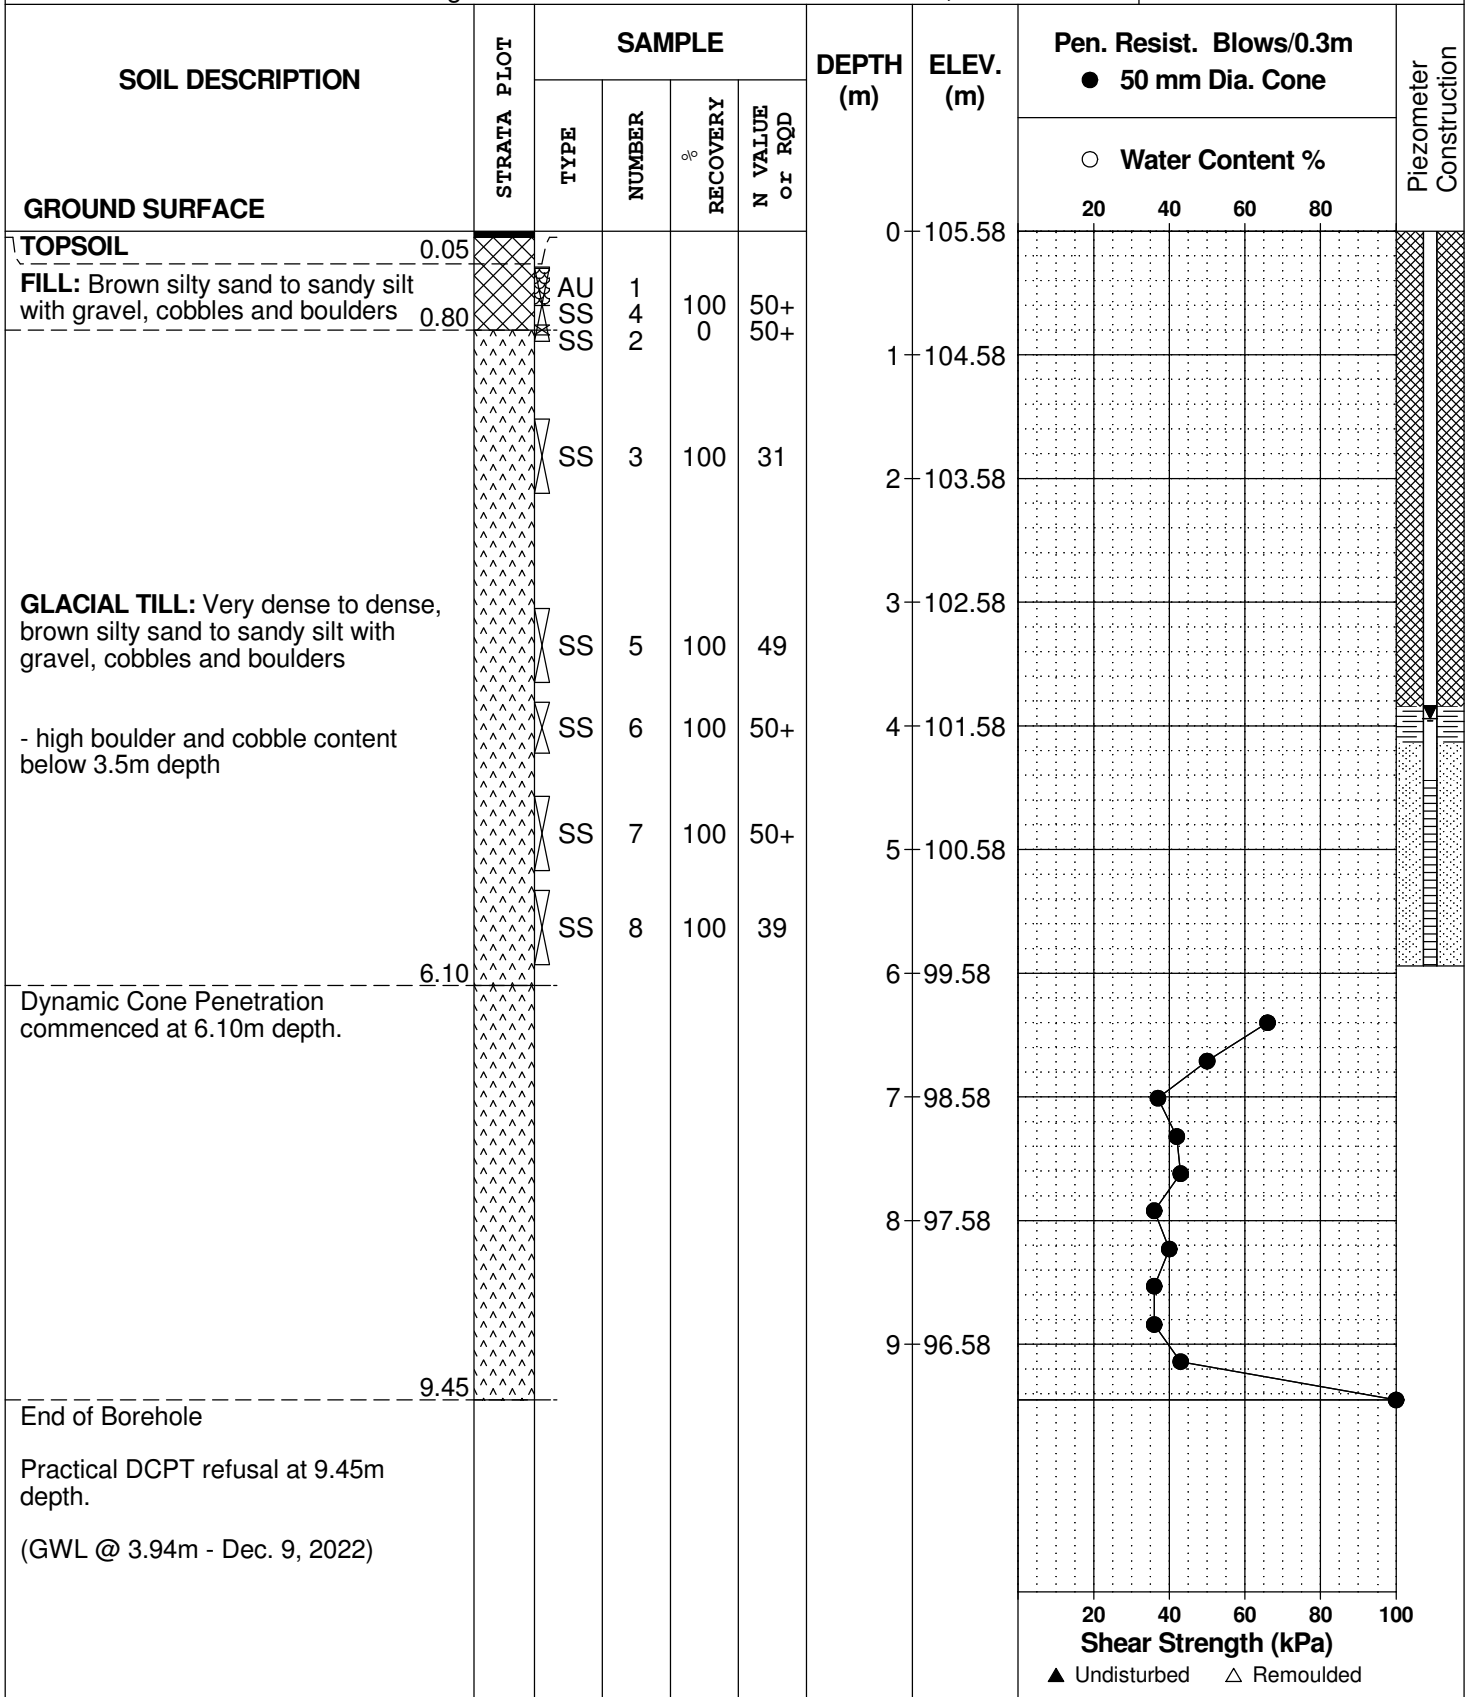 SOIL DESCRIPTION
GROUND SURFACE
STRATA PLOT
SAMPLE
TYPE
NUMBER
%
RECOVERY
N VALUE
or RQD
DEPTH
(m)
ELEV.
(m)
Pen. Resist. Blows/0.3m
● 50 mm Dia. Cone
○ Water Content %
20 40 60 80
Piezometer
Construction
TOPSOIL 0.05
FILL: Brown silty sand to sandy silt
with gravel, cobbles and boulders 0.80
GLACIAL TILL: Very dense to dense,
brown silty sand to sandy silt with
gravel, cobbles and boulders
- high boulder and cobble content
below 3.5m depth
6.10
Dynamic Cone Penetration
commenced at 6.10m depth.
9.45
End of Borehole
Practical DCPT refusal at 9.45m
depth.
(GWL @ 3.94m - Dec. 9, 2022)
AU 1
SS 4 100 50+
SS 2 0 50+
SS 3 100 31
SS 5 100 49
SS 6 100 50+
SS 7 100 50+
SS 8 100 39
0 105.58
1 104.58
2 103.58
3 102.58
4 101.58
5 100.58
6 99.58
7 98.58
8 97.58
9 96.58
20 40 60 80 100
Shear Strength (kPa)
▲ Undisturbed △ Remoulded